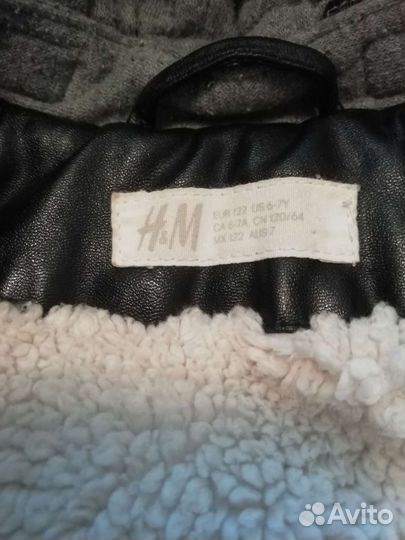 H&M
EUR 122 US 6-7Y
CA 6-7A CN 120/64
MX 122 AUS 7
Avito